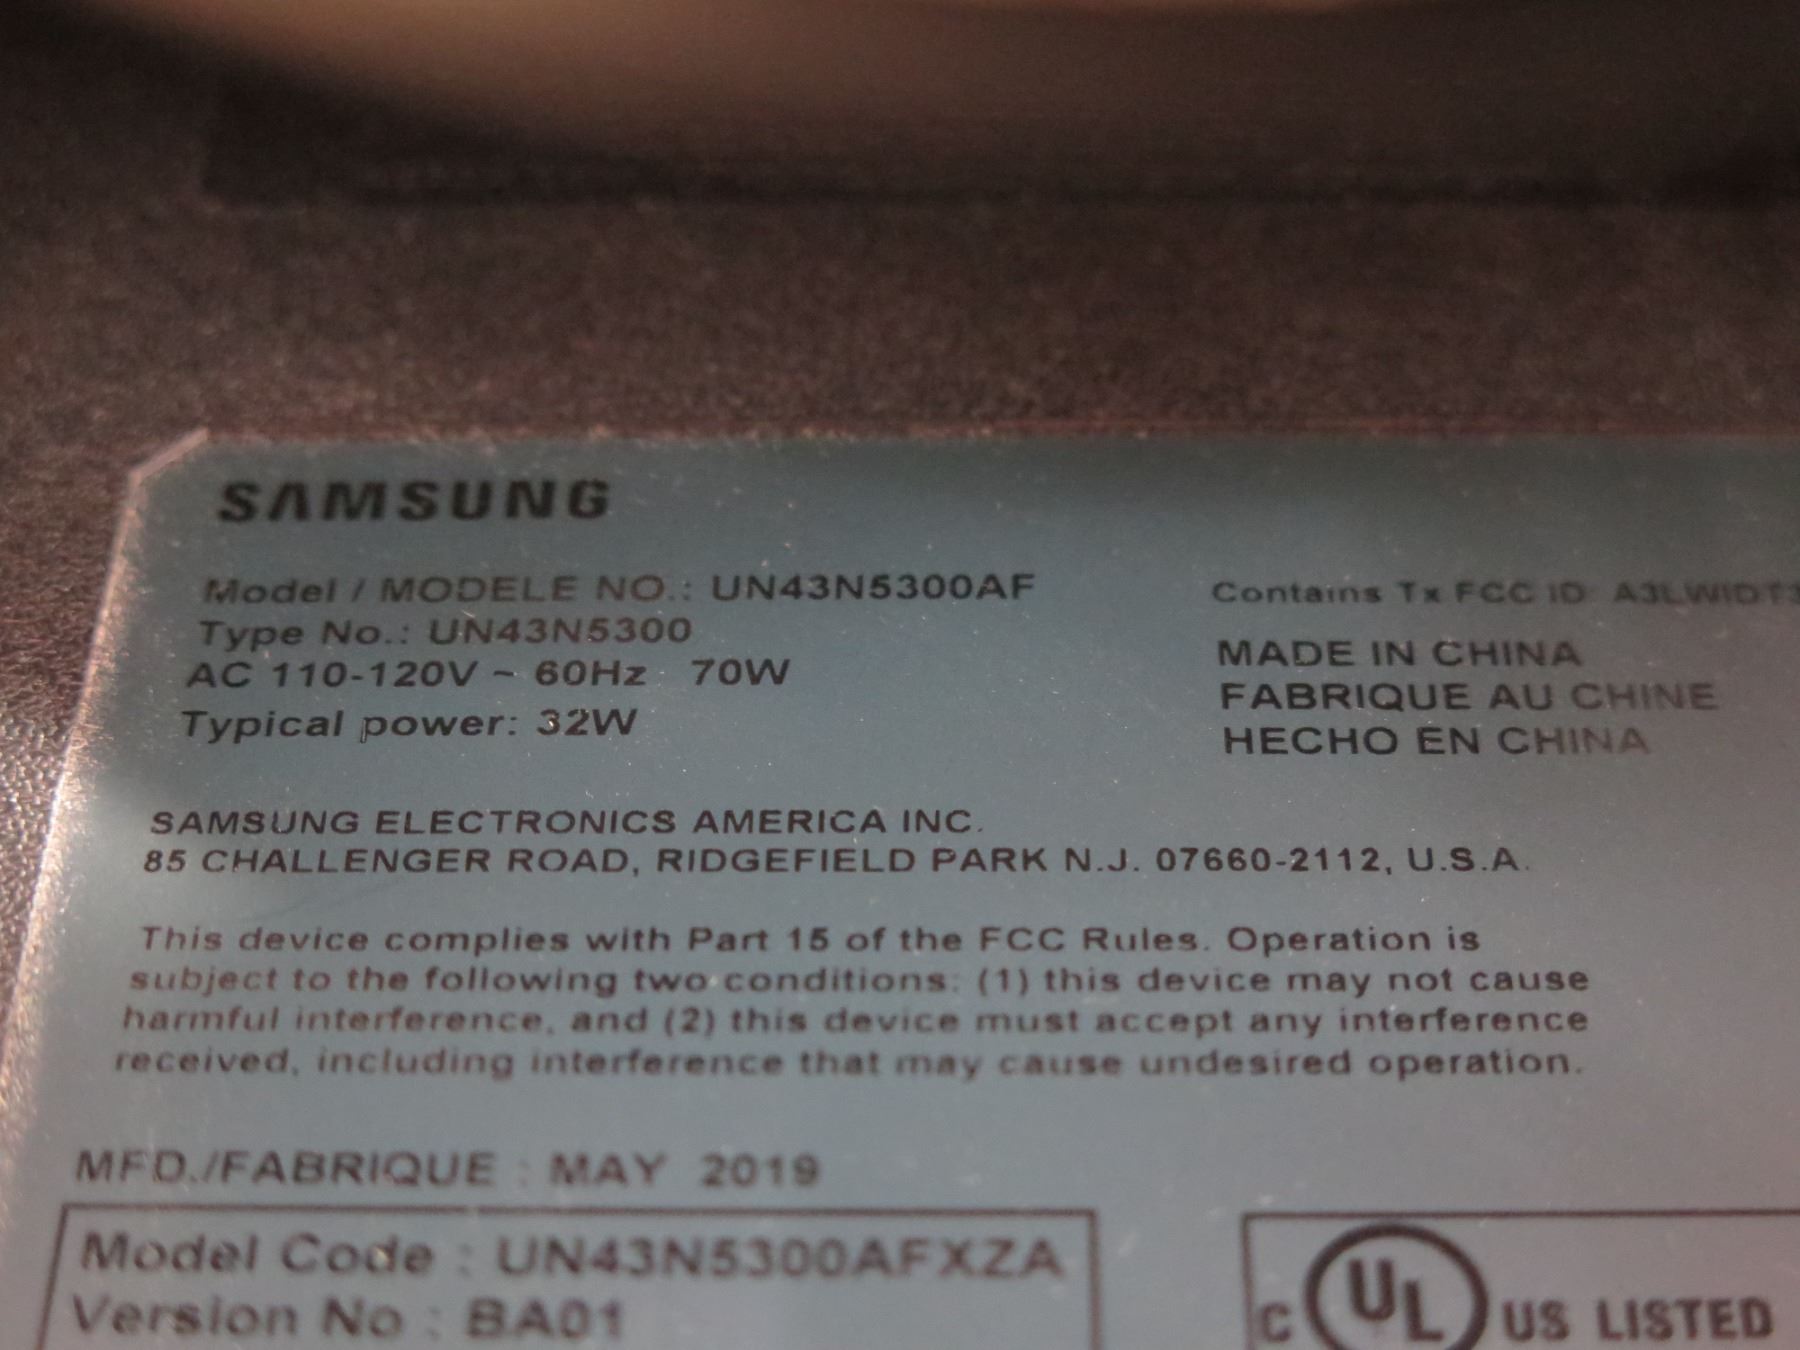 SAMSUNG
Model / MODELE NO.: UN43N5300AF
Type No.: UN43N5300
AC 110-120V ~ 60Hz 70W
Typical power: 32W
Contains Tx FCC ID: A3LWIDT3
MADE IN CHINA
FABRIQUE AU CHINE
HECHO EN CHINA
SAMSUNG ELECTRONICS AMERICA INC.
85 CHALLENGER ROAD, RIDGEFIELD PARK N.J. 07660-2112, U.S.A.
This device complies with Part 15 of the FCC Rules. Operation is
subject to the following two conditions: (1) this device may not cause
harmful interference, and (2) this device must accept any interference
received, including interference that may cause undesired operation.
MFD./FABRIQUE : MAY 2019
Model Code : UN43N5300AFXZA
Version No : BA01
C UL US LISTED